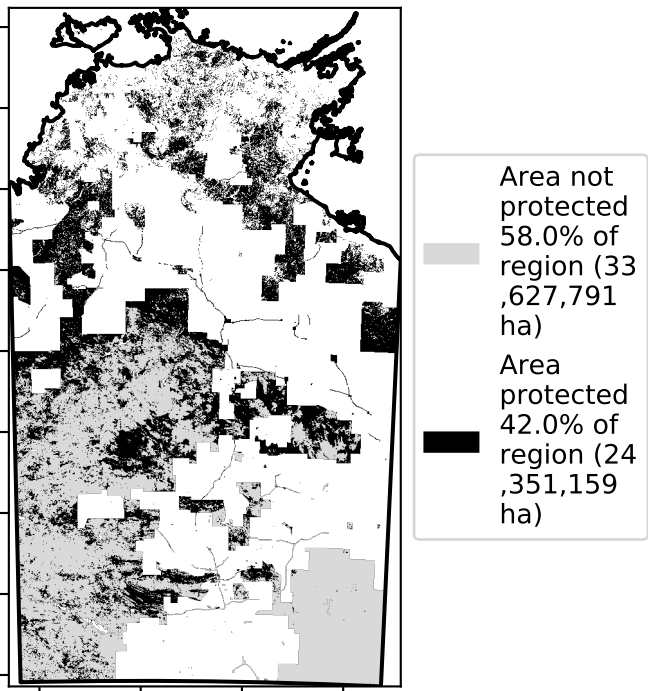 Area not
protected
58.0% of
region (33
,627,791
ha)
Area
protected
42.0% of
region (24
,351,159
ha)